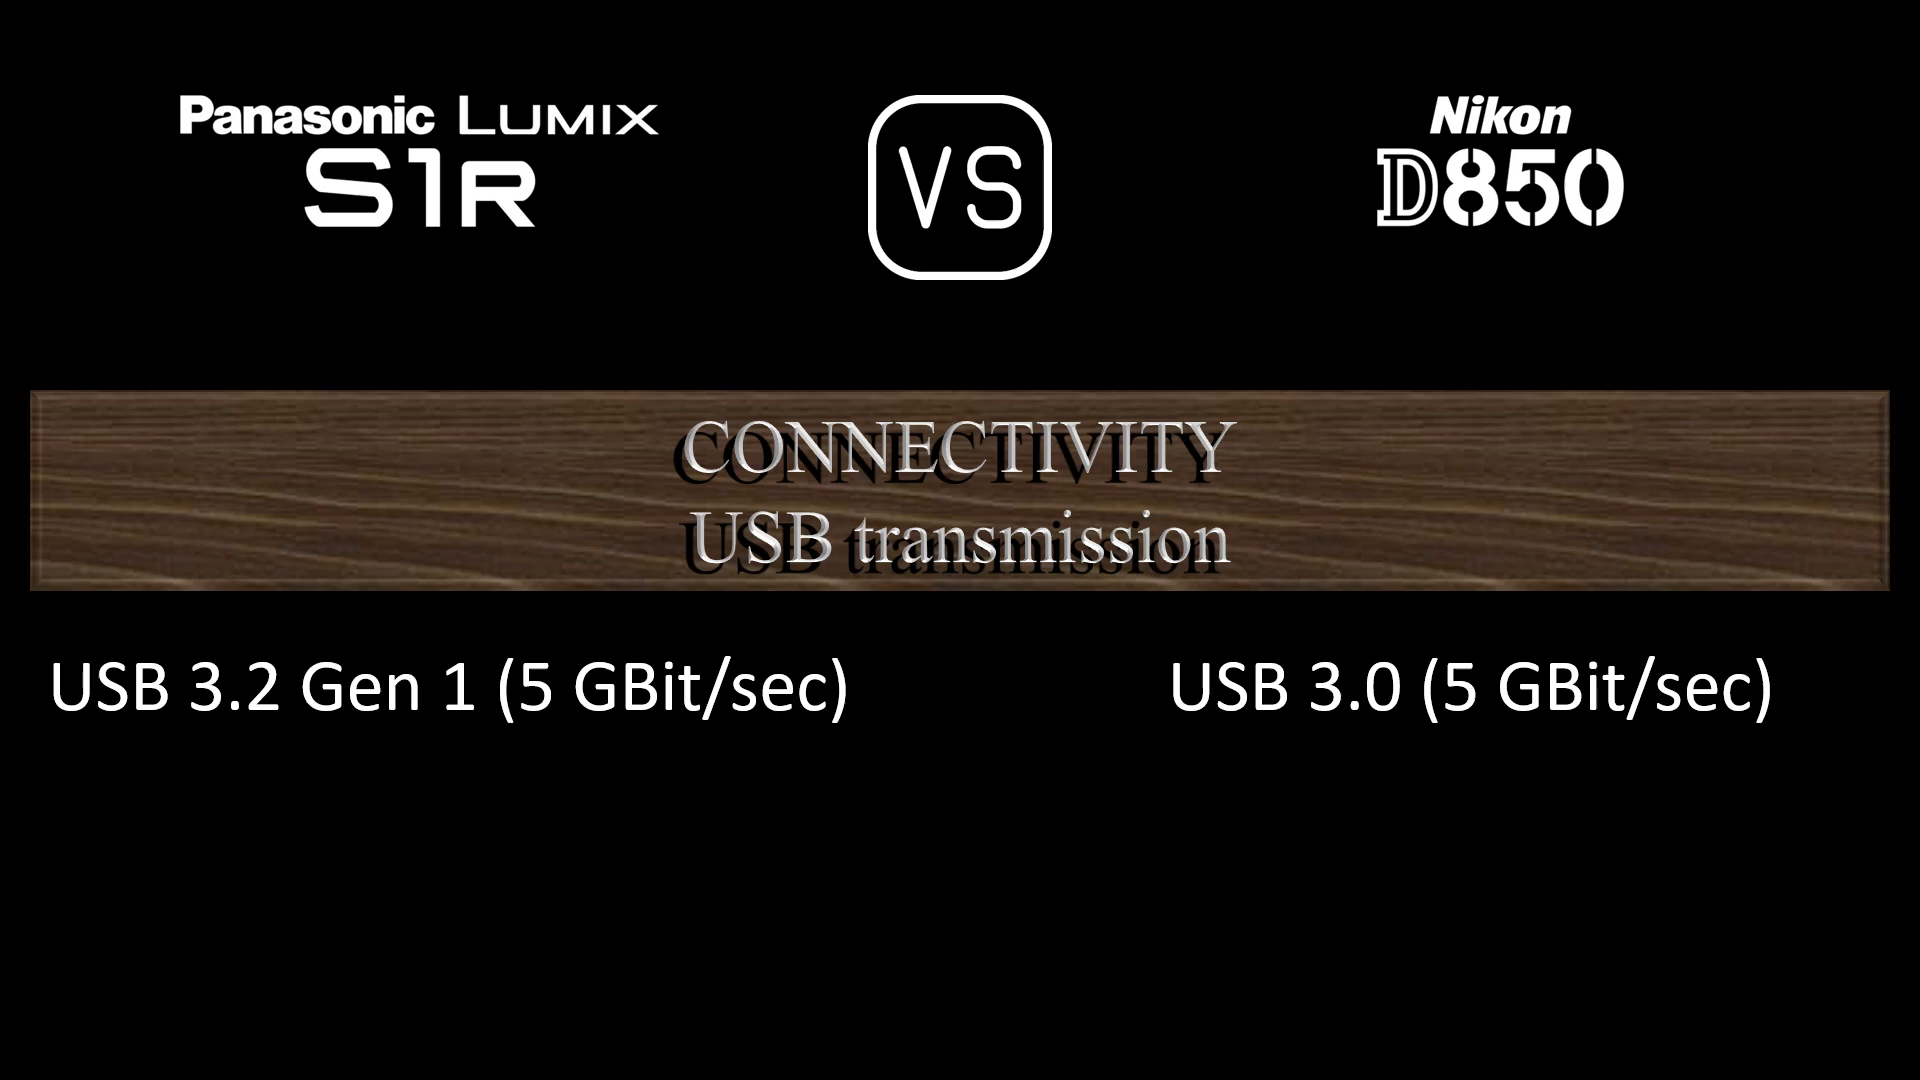 Panasonic LUMIX
S1R
VS
Nikon
D850
CONNECTIVITY
USB transmission
USB 3.2 Gen 1 (5 GBit/sec)
USB 3.0 (5 GBit/sec)